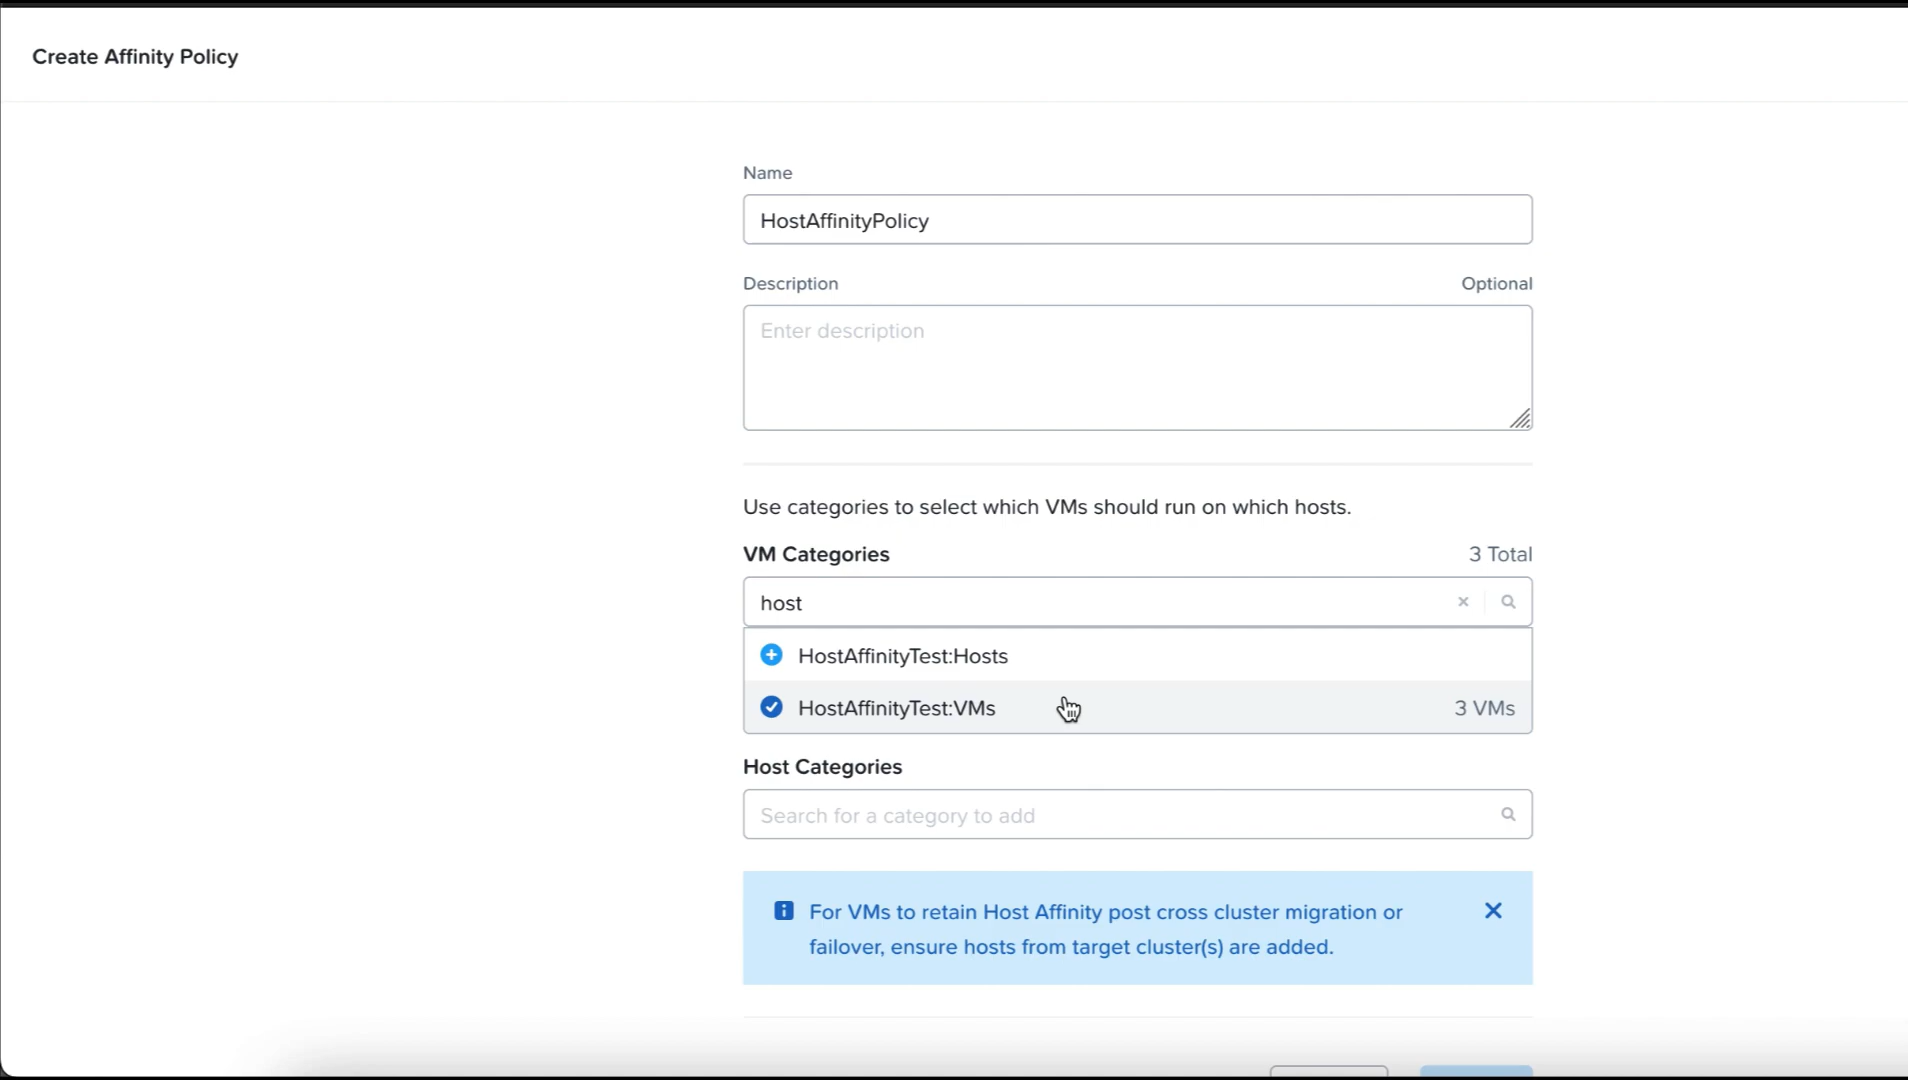 Create Affinity Policy
Name
HostAffinityPolicy
Description Optional
Enter description
Use categories to select which VMs should run on which hosts.
VM Categories 3 Total
host
HostAffinityTest:Hosts
HostAffinityTest:VMs 3 VMs
Host Categories
Search for a category to add
For VMs to retain Host Affinity post cross cluster migration or
failover, ensure hosts from target cluster(s) are added.